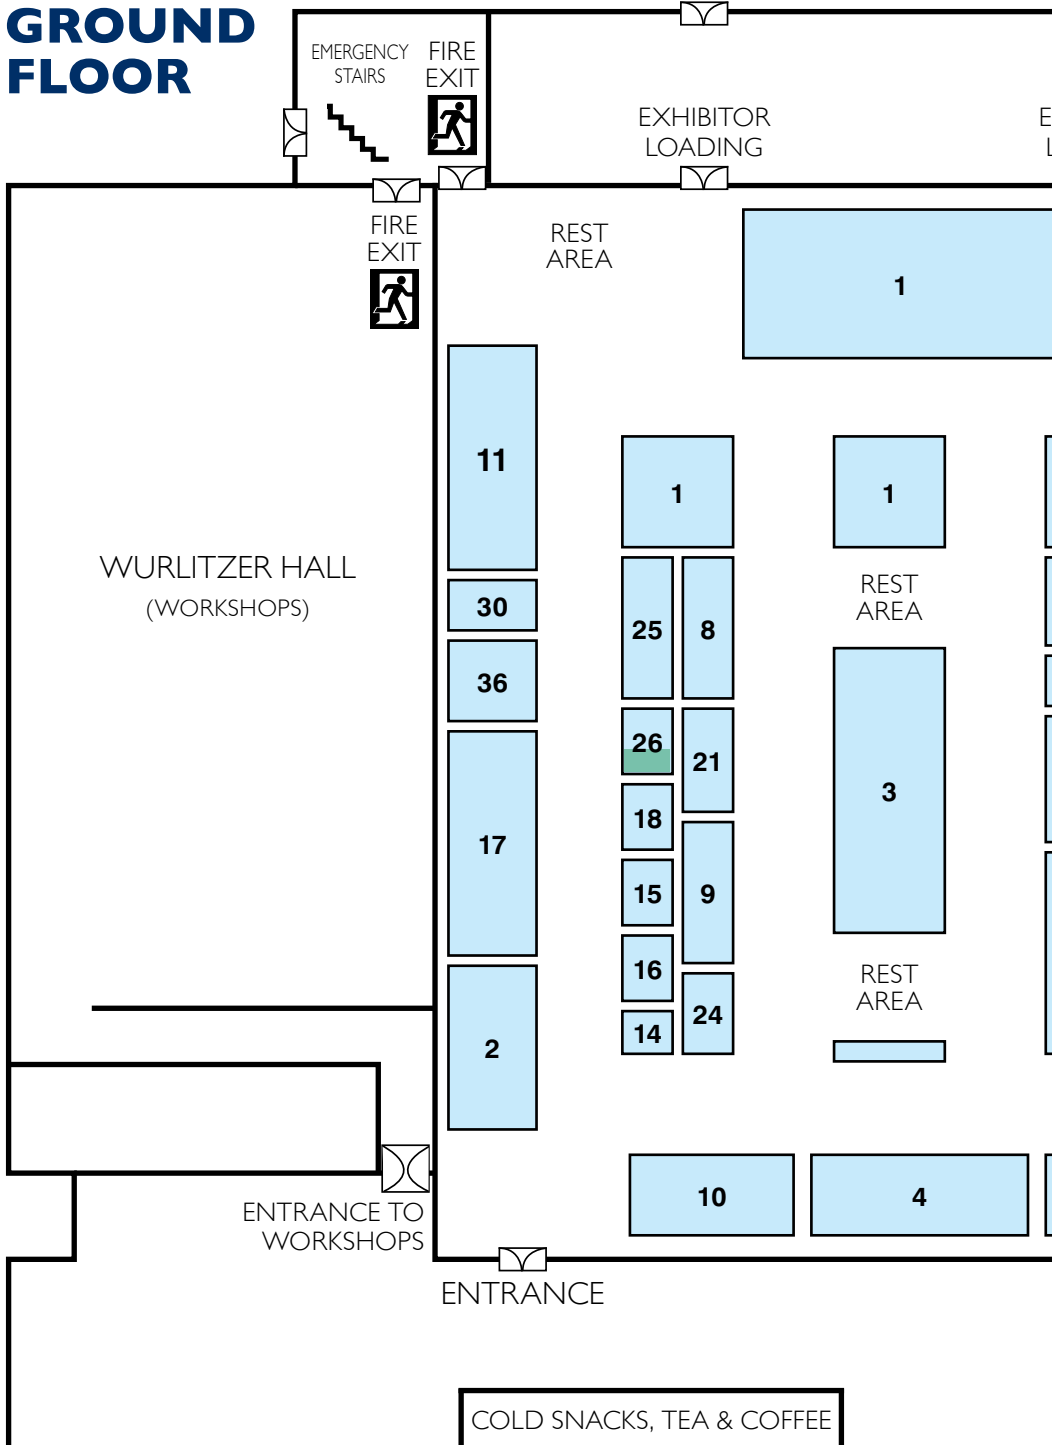 GROUND
FLOOR
EMERGENCY
STAIRS
FIRE
EXIT
EXHIBITOR
LOADING
E
L
FIRE
EXIT
REST
AREA
1
11
1
1
WURLITZER HALL
(WORKSHOPS)
30
REST
AREA
25
8
36
26
21
3
18
17
15
9
16
REST
AREA
24
14
2
10
4
ENTRANCE TO
WORKSHOPS
ENTRANCE
COLD SNACKS, TEA & COFFEE